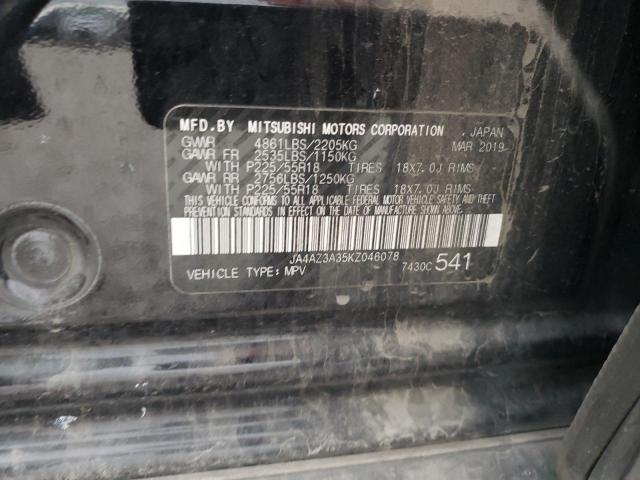 MFD.BY MITSUBISHI MOTORS CORPORATION , JAPAN
GVWR 4861LBS/2205KG MAR 2019
GAWR FR 2535LBS/1150KG
WITH P225/55R18 TIRES 18X7.0J RIMS
GAWR RR 2756LBS/1250KG
WITH P225/55R18 TIRES 18X7.0J RIMS
THIS VEHICLE CONFORMS TO ALL APPLICABLE FEDERAL MOTOR VEHICLE SAFETY AND THEFT
PREVENTION STANDARDS IN EFFECT ON THE DATE OF MANUFACTURE SHOWN ABOVE.
JA4AZ3A35KZ046078
VEHICLE TYPE: MPV 7430C 541